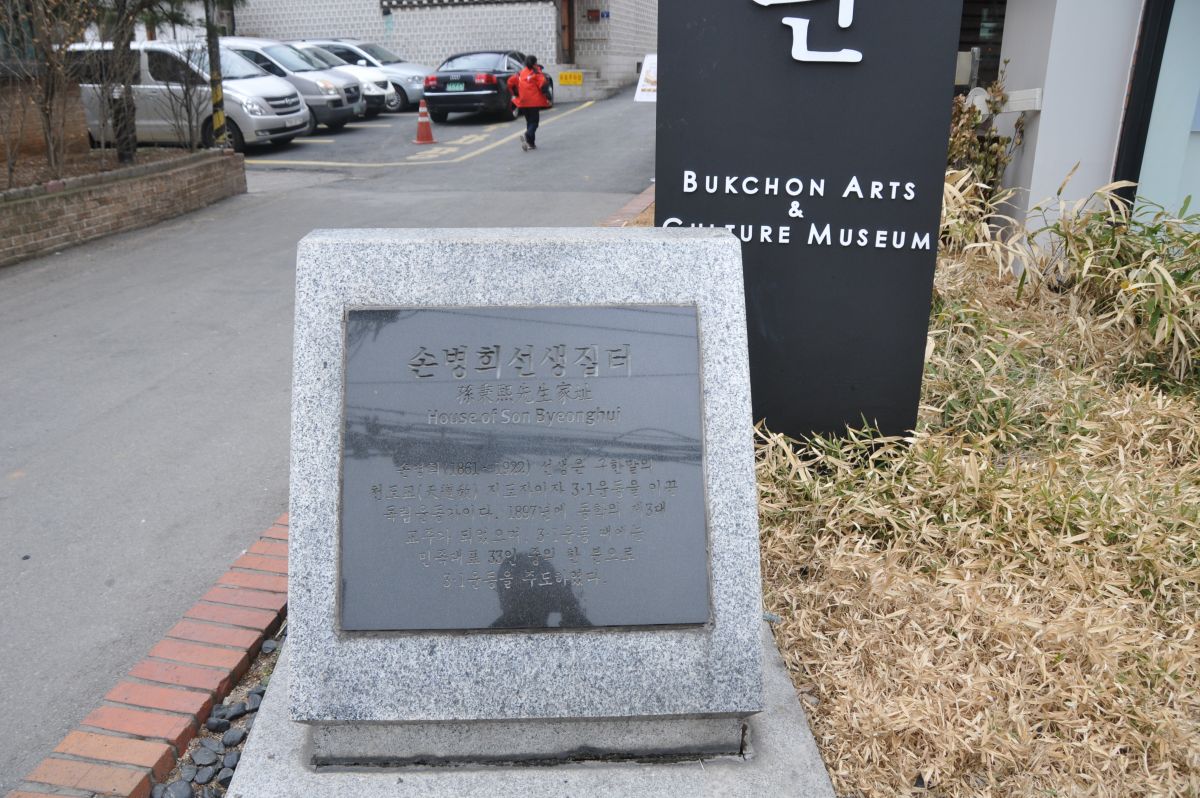 BUKCHON ARTS
&
CULTURE MUSEUM
손병희선생집터
孫秉熙先生家址
House of Son Byeonghui
손병희(1861~1922) 선생은 구한말의
천도교(天道敎) 지도자이자 3·1운동을 이끈
독립운동가이다. 1897년에 동학의 제3대
교주가 되었으며, 3·1운동 때에는
민족대표 33인 중의 한 분으로
3·1운동을 주도하였다.